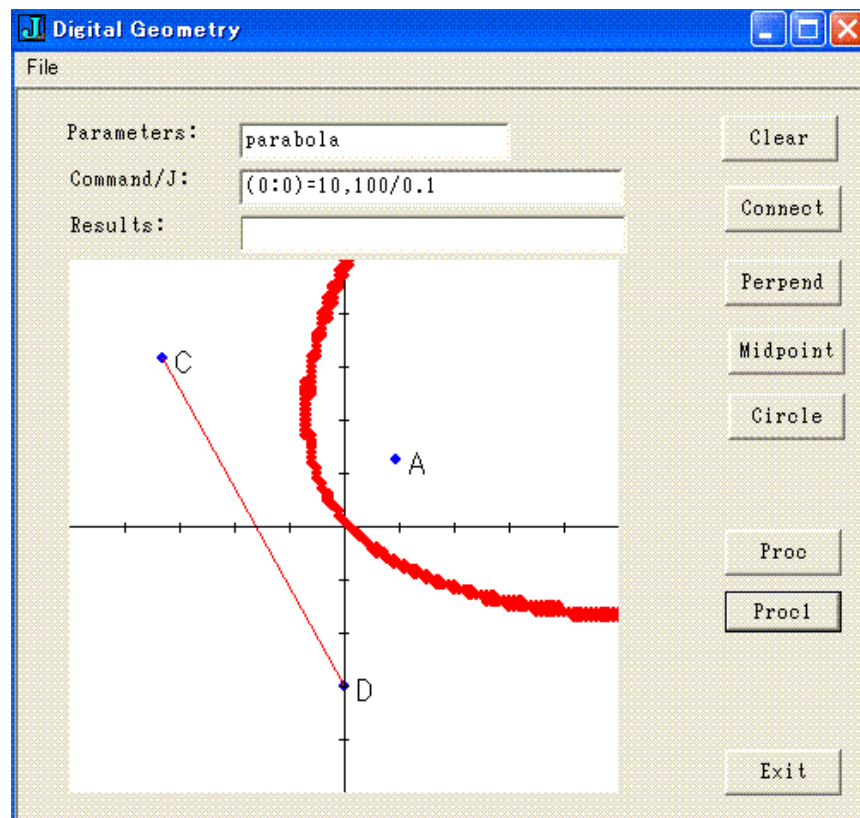 Digital Geometry
File
Parameters: parabola
Clear
Command/J: (0:0)=10,100/0.1
Connect
Results:
Perpend
C
Midpoint
Circle
A
Proc
Proc1
D
Exit